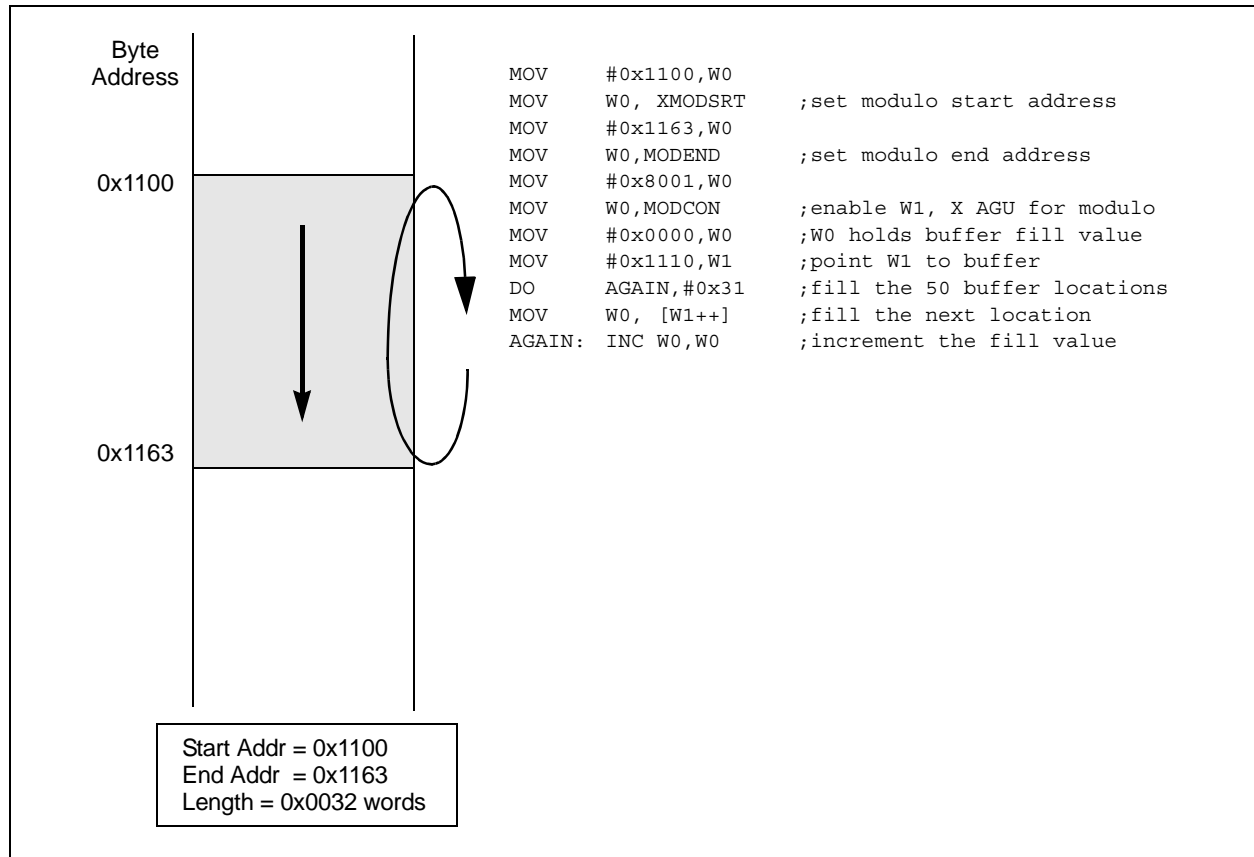 Byte
Address
0x1100
0x1163
MOV #0x1100,W0
MOV W0, XMODSRT ;set modulo start address
MOV #0x1163,W0
MOV W0,MODEND ;set modulo end address
MOV #0x8001,W0
MOV W0,MODCON ;enable W1, X AGU for modulo
MOV #0x0000,W0 ;W0 holds buffer fill value
MOV #0x1110,W1 ;point W1 to buffer
DO AGAIN,#0x31 ;fill the 50 buffer locations
MOV W0, [W1++] ;fill the next location
AGAIN: INC W0,W0 ;increment the fill value
Start Addr = 0x1100
End Addr = 0x1163
Length = 0x0032 words